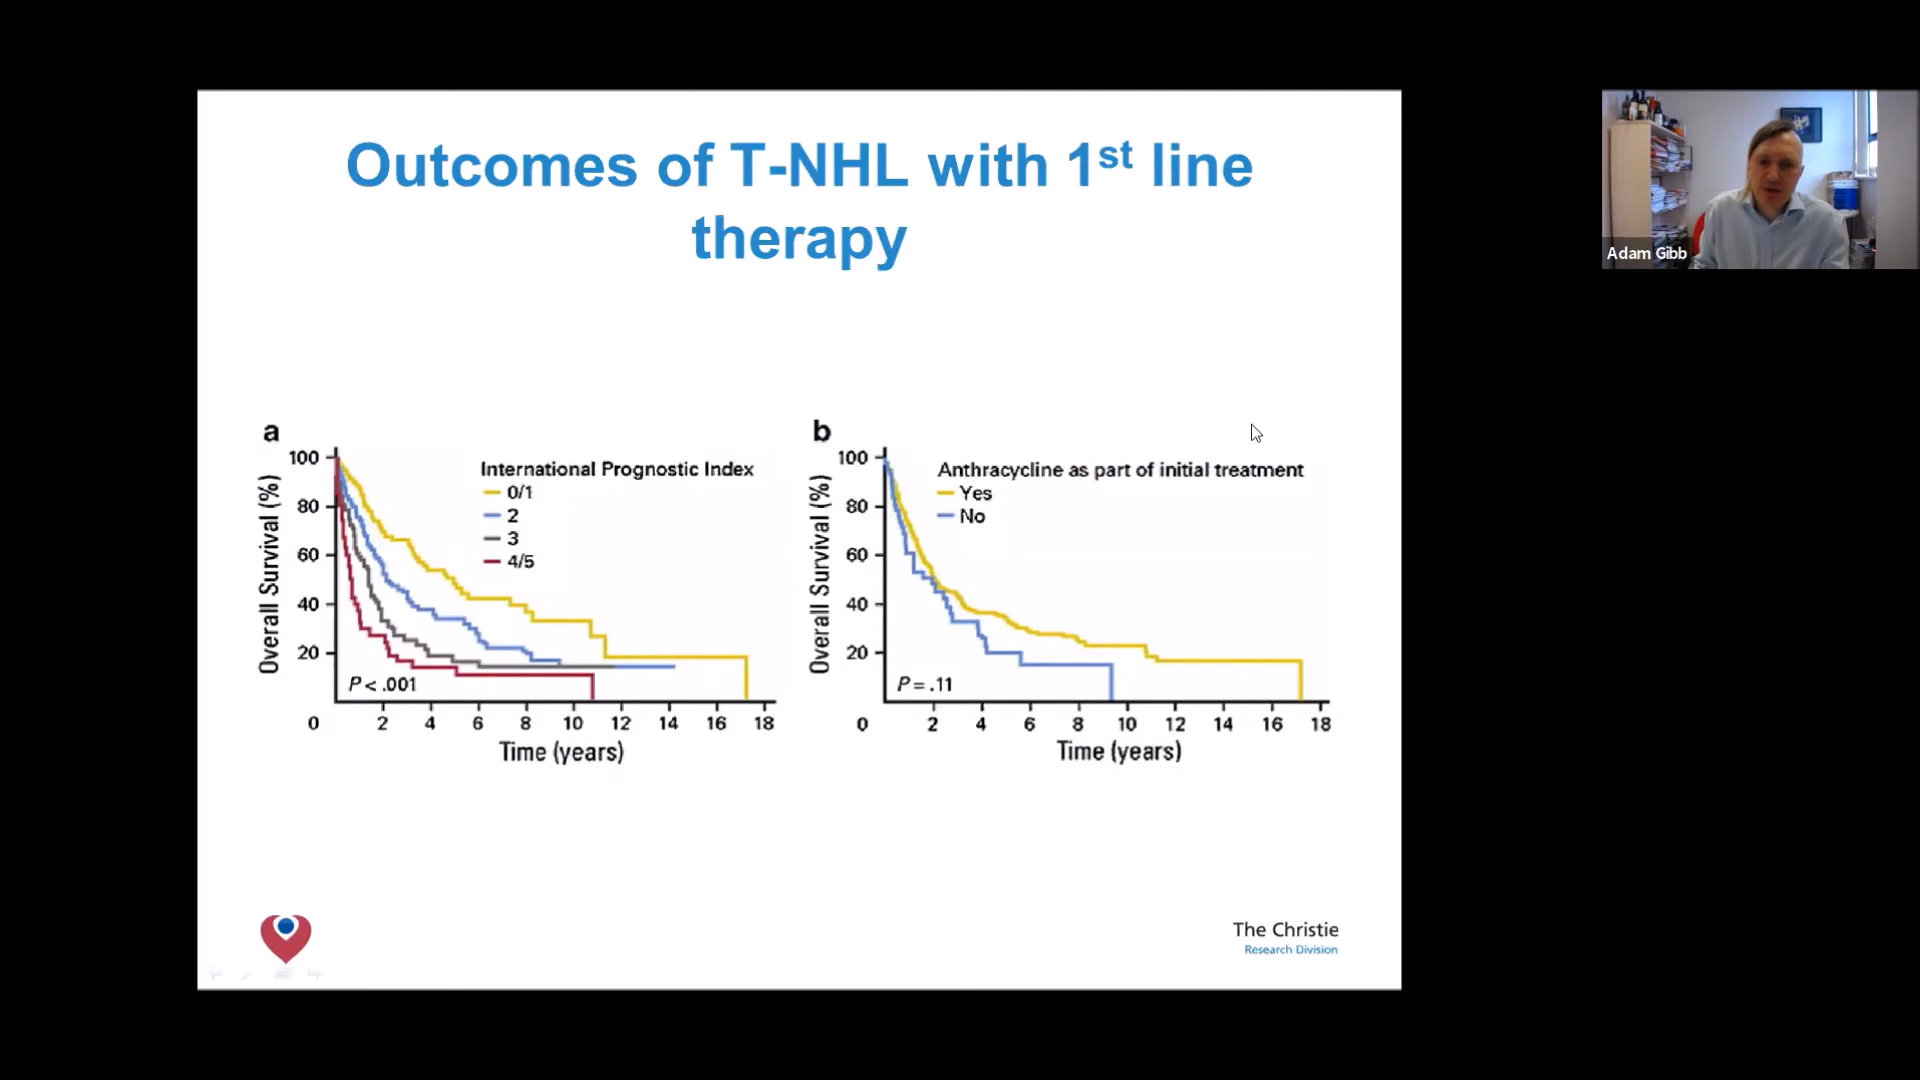 Outcomes of T-NHL with 1st line
therapy
a
International Prognostic Index
0/1
2
3
4/5
Overall Survival (%)
100
80
60
40
20
P < .001
0 2 4 6 8 10 12 14 16 18
Time (years)
b
Anthracycline as part of initial treatment
Yes
No
Overall Survival (%)
100
80
60
40
20
P = .11
0 2 4 6 8 10 12 14 16 18
Time (years)
The Christie
Research Division
Adam Gibb